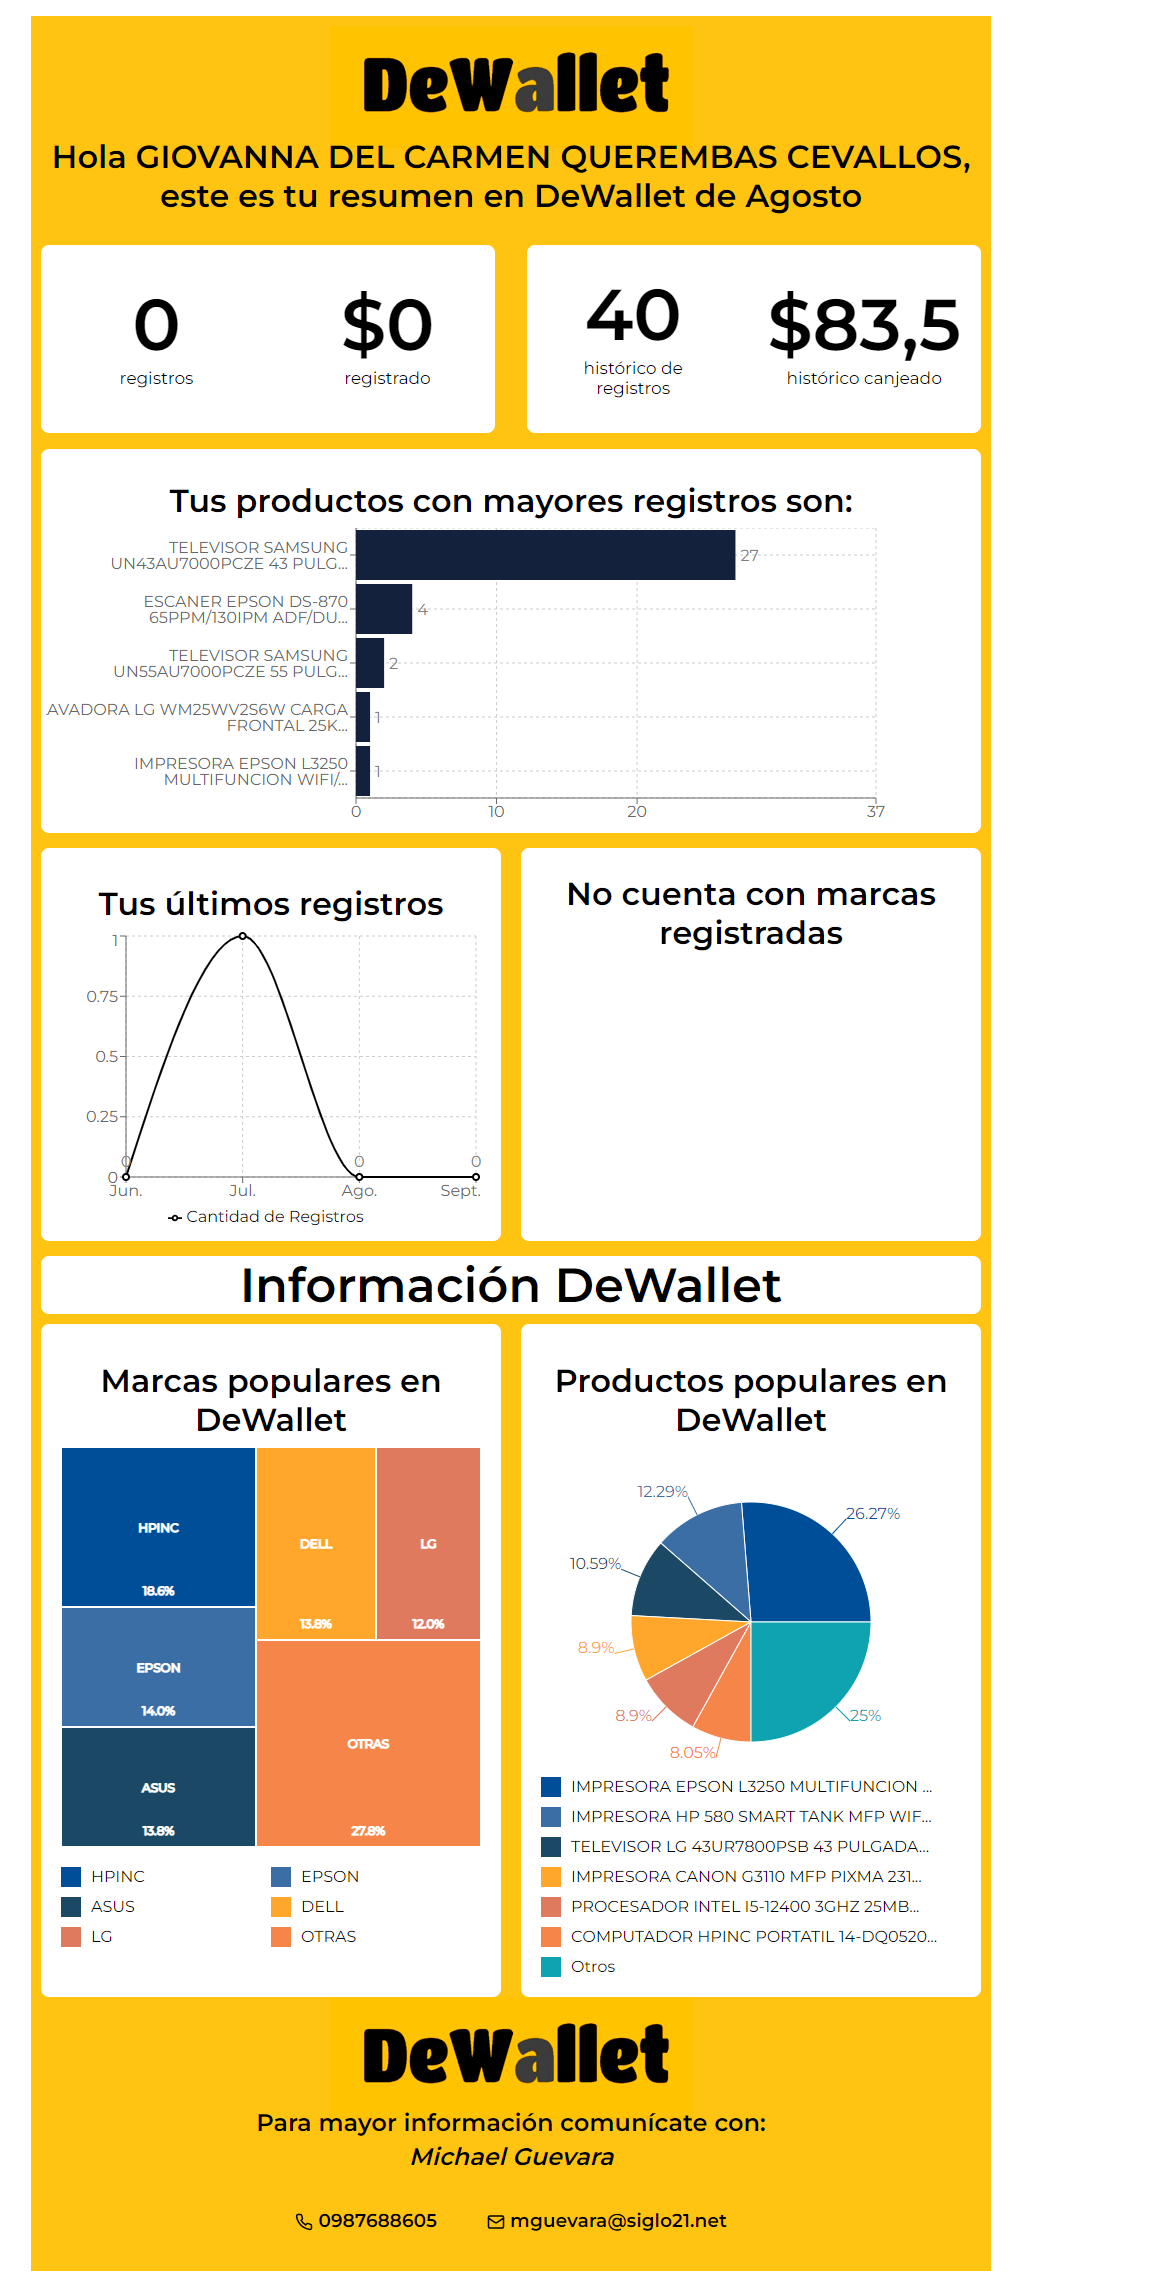 DeWallet
Hola GIOVANNA DEL CARMEN QUEREMBAS CEVALLOS,
este es tu resumen en DeWallet de Agosto
0
registros
$0
registrado
40
histórico de
registros
$83,5
histórico canjeado
Tus productos con mayores registros son:
TELEVISOR SAMSUNG
UN43AU7000PCZE 43 PULG...
27
ESCANER EPSON DS-870
65PPM/130IPM ADF/DU...
4
TELEVISOR SAMSUNG
UN55AU7000PCZE 55 PULG...
2
AVADORA LG WM25WV2S6W CARGA
FRONTAL 25K...
1
IMPRESORA EPSON L3250
MULTIFUNCION WIFI/...
1
0 10 20 37
Tus últimos registros
1
0.75
0.5
0.25
0
0 0 0
Jun. Jul. Ago. Sept.
Cantidad de Registros
No cuenta con marcas
registradas
Información DeWallet
Marcas populares en
DeWallet
HPINC
18.6%
EPSON
14.0%
ASUS
13.8%
DELL
13.8%
LG
12.0%
OTRAS
27.8%
HPINC EPSON
ASUS DELL
LG OTRAS
Productos populares en
DeWallet
12.29%
26.27%
10.59%
8.9%
8.9%
25%
8.05%
IMPRESORA EPSON L3250 MULTIFUNCION ...
IMPRESORA HP 580 SMART TANK MFP WIF...
TELEVISOR LG 43UR7800PSB 43 PULGADA...
IMPRESORA CANON G3110 MFP PIXMA 231...
PROCESADOR INTEL I5-12400 3GHZ 25MB...
COMPUTADOR HPINC PORTATIL 14-DQ0520...
Otros
DeWallet
Para mayor información comunícate con:
Michael Guevara
0987688605 mguevara@siglo21.net